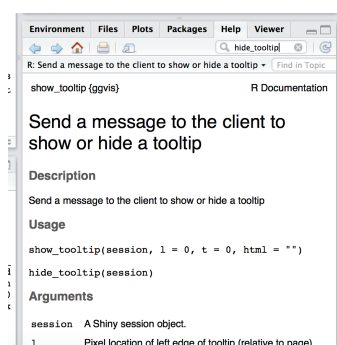 Environment Files Plots Packages Help Viewer
hide_tooltip
R: Send a message to the client to show or hide a tooltip Find in Topic
show_tooltip {ggvis} R Documentation
Send a message to the client to
show or hide a tooltip
Description
Send a message to the client to show or hide a tooltip
Usage
show_tooltip(session, l = 0, t = 0, html = "")
hide_tooltip(session)
Arguments
session A Shiny session object.
l Pixel location of left edge of tooltip (relative to page)